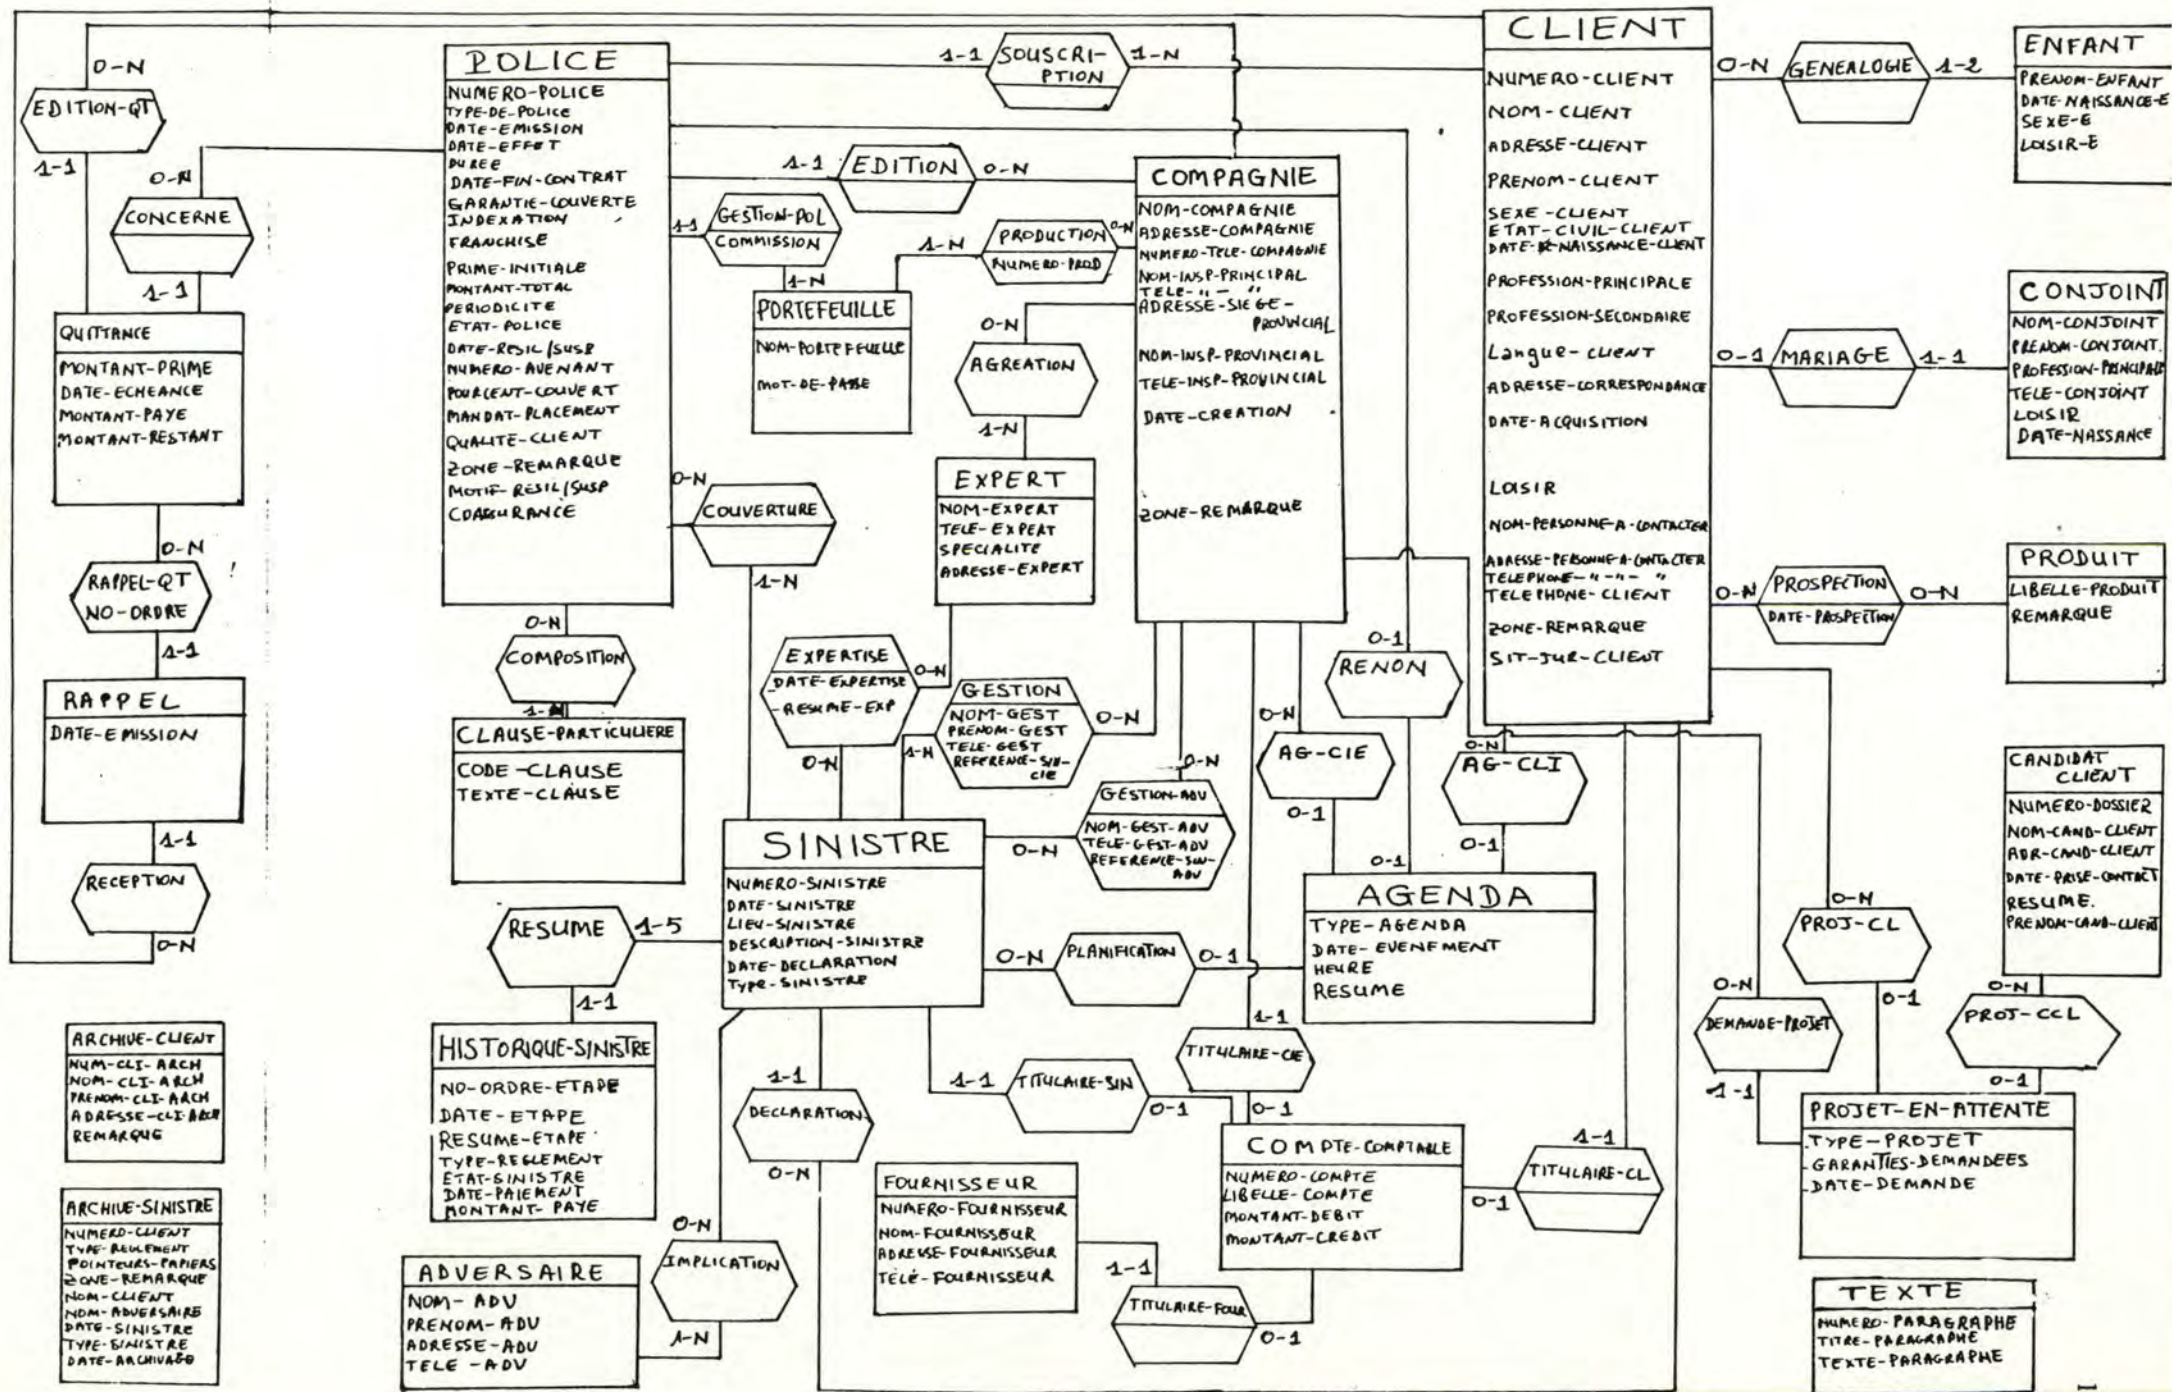 0-N
EDITION-QT
1-1
0-N
CONCERNE
1-1
QUITTANCE
MONTANT-PRIME
DATE-ECHEANCE
MONTANT-PAYE
MONTANT-RESTANT
0-N
RAPPEL-QT
NO-ORDRE
1-1
RAPPEL
DATE-EMISSION
1-1
RECEPTION
0-N
ARCHIVE-CLIENT
NUM-CLI-ARCH
NOM-CLI-ARCH
PRENOM-CLI-ARCH
ADRESSE-CLI-ARCH
REMARQUE
ARCHIVE-SINISTRE
NUMERO-CLIENT
TYPE-REGLEMENT
POINTEURS-PAPIERS
ZONE-REMARQUE
NOM-CLIENT
NOM-ADVERSAIRE
DATE-SINISTRE
TYPE-SINISTRE
DATE-ARCHIVAGE
POLICE
NUMERO-POLICE
TYPE-DE-POLICE
DATE-EMISSION
DATE-EFFET
DUREE
DATE-FIN-CONTRAT
GARANTIE-COUVERTE
INDEXATION
FRANCHISE
PRIME-INITIALE
MONTANT-TOTAL
PERIODICITE
ETAT-POLICE
DATE-RESIL/SUSP
NUMERO-AVENANT
POURCENT-COUVERT
MANDAT-PLACEMENT
QUALITE-CLIENT
ZONE-REMARQUE
MOTIF-RESIL/SUSP
COASSURANCE
1-1
SOUSCRI-
PTION
1-N
1-1
EDITION
0-N
1-1
GESTION-POL
COMMISSION
1-N
1-N
PRODUCTION
NUMERO-PROD
0-N
PORTEFEUILLE
NOM-PORTEFEUILLE
MOT-DE-PASSE
0-N
AGREATION
1-N
EXPERT
NOM-EXPERT
TELE-EXPERT
SPECIALITE
ADRESSE-EXPERT
0-N
COUVERTURE
1-N
0-N
COMPOSITION
1-N
CLAUSE-PARTICULIERE
CODE-CLAUSE
TEXTE-CLAUSE
EXPERTISE
-DATE-EXPERTISE
-RESUME-EXP
0-N
0-N
GESTION
NOM-GEST
PRENOM-GEST
TELE-GEST
REFERENCE-SIN-
CIE
1-N
0-N
COMPAGNIE
NOM-COMPAGNIE
ADRESSE-COMPAGNIE
NUMERO-TELE-COMPAGNIE
NOM-INSP-PRINCIPAL
TELE-"-"
ADRESSE-SIEGE-
PROVINCIAL
NOM-INSP-PROVINCIAL
TELE-INSP-PROVINCIAL
DATE-CREATION
ZONE-REMARQUE
0-N
GESTION-ADV
NOM-GEST-ADV
TELE-GEST-ADV
REFERENCE-SIN-
ADV
0-N
0-N
AG-CIE
0-1
0-1
RENON
0-1
0-N
AG-CLI
0-1
SINISTRE
NUMERO-SINISTRE
DATE-SINISTRE
LIEU-SINISTRE
DESCRIPTION-SINISTRE
DATE-DECLARATION
TYPE-SINISTRE
RESUME
1-5
1-1
HISTORIQUE-SINISTRE
NO-ORDRE-ETAPE
DATE-ETAPE
RESUME-ETAPE
TYPE-REGLEMENT
ETAT-SINISTRE
DATE-PAIEMENT
MONTANT-PAYE
0-N
PLANIFICATION
0-1
AGENDA
TYPE-AGENDA
DATE-EVENEMENT
HEURE
RESUME
1-1
TITULAIRE-SIN
0-1
1-1
TITULAIRE-CIE
0-1
1-1
DECLARATION
0-N
0-N
IMPLICATION
1-N
ADVERSAIRE
NOM-ADV
PRENOM-ADV
ADRESSE-ADV
TELE-ADV
FOURNISSEUR
NUMERO-FOURNISSEUR
NOM-FOURNISSEUR
ADRESSE-FOURNISSEUR
TELÉ-FOURNISSEUR
1-1
TITULAIRE-FOUR
0-1
COMPTE-COMPTABLE
NUMERO-COMPTE
LIBELLE-COMPTE
MONTANT-DEBIT
MONTANT-CREDIT
0-1
1-1
TITULAIRE-CL
CLIENT
NUMERO-CLIENT
NOM-CLIENT
ADRESSE-CLIENT
PRENOM-CLIENT
SEXE-CLIENT
ETAT-CIVIL-CLIENT
DATE-NAISSANCE-CLIENT
PROFESSION-PRINCIPALE
PROFESSION-SECONDAIRE
Langue-CLIENT
ADRESSE-CORRESPONDANCE
DATE-ACQUISITION
LOISIR
NOM-PERSONNE-A-CONTACTER
ADRESSE-PERSONNE-A-CONTACTER
TELEPHONE-"-"-"
TELEPHONE-CLIENT
ZONE-REMARQUE
SIT-JUR-CLIENT
0-N
GENEALOGIE
1-2
ENFANT
PRENOM-ENFANT
DATE-NAISSANCE-E
SEXE-E
LOISIR-E
0-1
MARIAGE
1-1
CONJOINT
NOM-CONJOINT
PRENOM-CONJOINT.
PROFESSION-PRINCIPALE
TELE-CONJOINT
LOISIR
DATE-NASSANCE
0-N
PROSPECTION
DATE-PROSPECTION
0-N
PRODUIT
LIBELLE-PRODUIT
REMARQUE
CANDIDAT
CLIENT
NUMERO-DOSSIER
NOM-CAND-CLIENT
ADR-CAND-CLIENT
DATE-PRISE-CONTACT
RESUME.
PRENOM-CAND-CLIENT
0-N
PROJ-CL
0-1
0-N
DEMANDE-PROJET
1-1
0-N
PROJ-CCL
0-1
PROJET-EN-ATTENTE
-TYPE-PROJET
-GARANTIES-DEMANDEES
-DATE-DEMANDE
TEXTE
NUMERO-PARAGRAPHE
TITRE-PARAGRAPHE
TEXTE-PARAGRAPHE